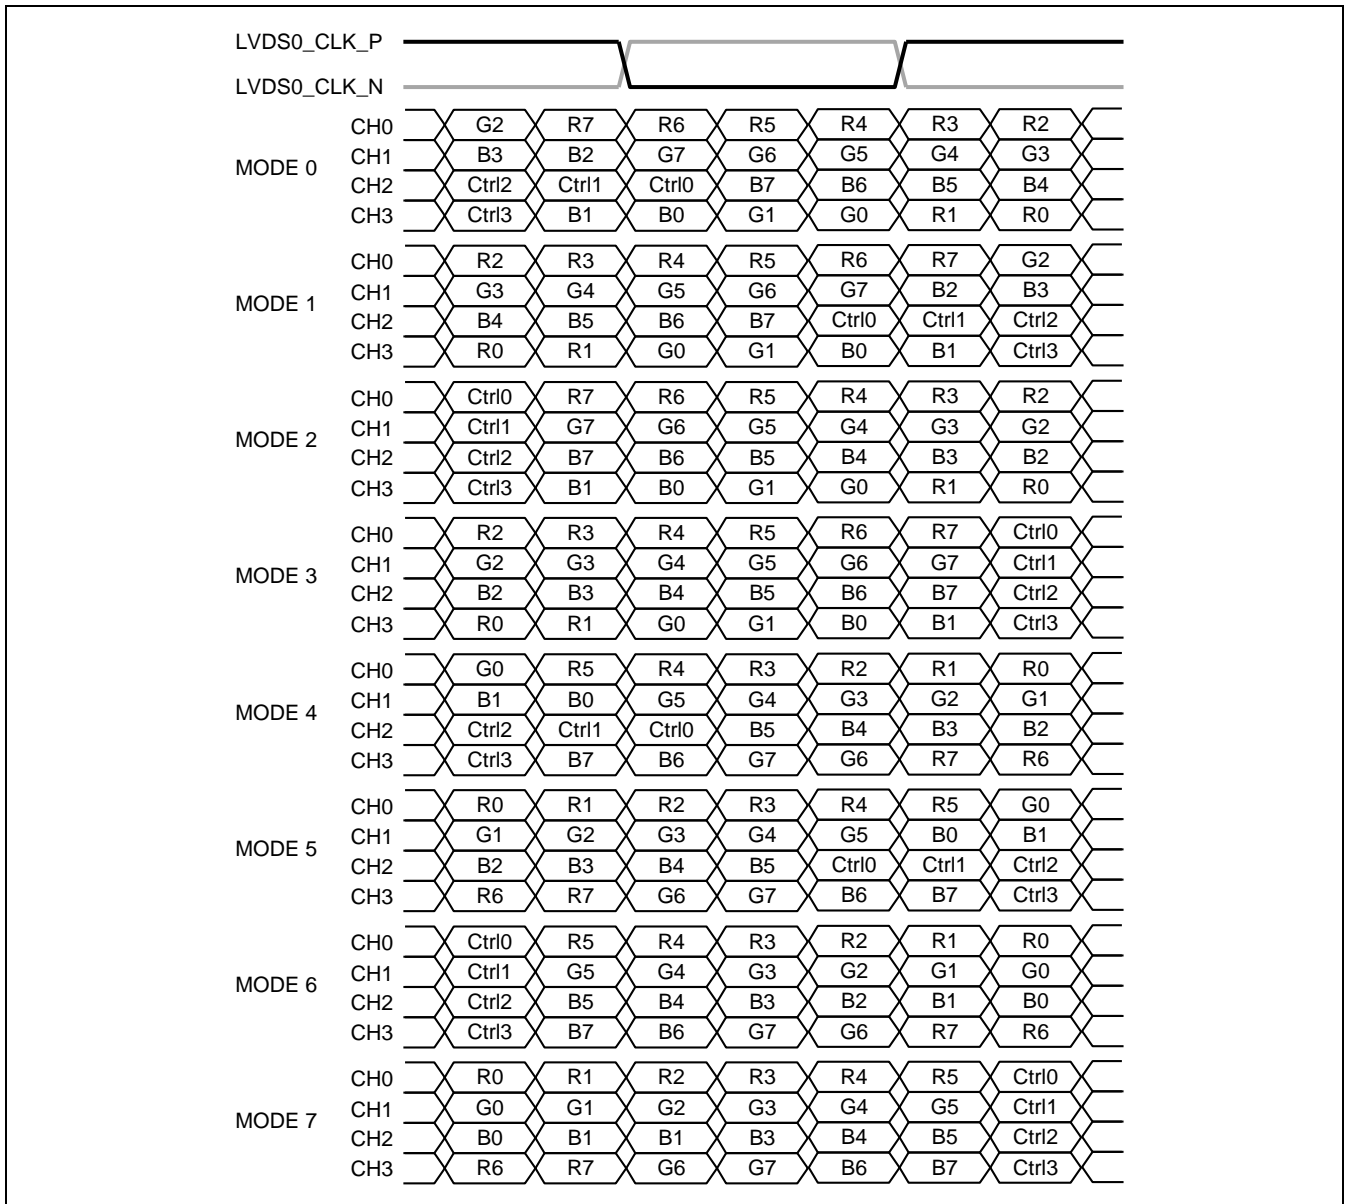 LVDS0_CLK_P
LVDS0_CLK_N
CH0 G2 R7 R6 R5 R4 R3 R2
MODE 0 CH1 B3 B2 G7 G6 G5 G4 G3
CH2 Ctrl2 Ctrl1 Ctrl0 B7 B6 B5 B4
CH3 Ctrl3 B1 B0 G1 G0 R1 R0
CH0 R2 R3 R4 R5 R6 R7 G2
MODE 1 CH1 G3 G4 G5 G6 G7 B2 B3
CH2 B4 B5 B6 B7 Ctrl0 Ctrl1 Ctrl2
CH3 R0 R1 G0 G1 B0 B1 Ctrl3
CH0 Ctrl0 R7 R6 R5 R4 R3 R2
MODE 2 CH1 Ctrl1 G7 G6 G5 G4 G3 G2
CH2 Ctrl2 B7 B6 B5 B4 B3 B2
CH3 Ctrl3 B1 B0 G1 G0 R1 R0
CH0 R2 R3 R4 R5 R6 R7 Ctrl0
MODE 3 CH1 G2 G3 G4 G5 G6 G7 Ctrl1
CH2 B2 B3 B4 B5 B6 B7 Ctrl2
CH3 R0 R1 G0 G1 B0 B1 Ctrl3
CH0 G0 R5 R4 R3 R2 R1 R0
MODE 4 CH1 B1 B0 G5 G4 G3 G2 G1
CH2 Ctrl2 Ctrl1 Ctrl0 B5 B4 B3 B2
CH3 Ctrl3 B7 B6 G7 G6 R7 R6
CH0 R0 R1 R2 R3 R4 R5 G0
MODE 5 CH1 G1 G2 G3 G4 G5 B0 B1
CH2 B2 B3 B4 B5 Ctrl0 Ctrl1 Ctrl2
CH3 R6 R7 G6 G7 B6 B7 Ctrl3
CH0 Ctrl0 R5 R4 R3 R2 R1 R0
MODE 6 CH1 Ctrl1 G5 G4 G3 G2 G1 G0
CH2 Ctrl2 B5 B4 B3 B2 B1 B0
CH3 Ctrl3 B7 B6 G7 G6 R7 R6
CH0 R0 R1 R2 R3 R4 R5 Ctrl0
MODE 7 CH1 G0 G1 G2 G3 G4 G5 Ctrl1
CH2 B0 B1 B1 B3 B4 B5 Ctrl2
CH3 R6 R7 G6 G7 B6 B7 Ctrl3